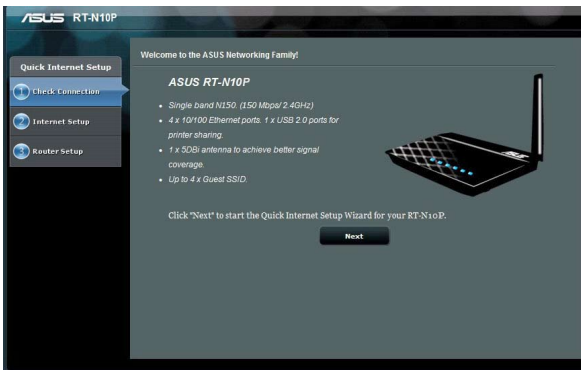 ASUS RT-N10P
Quick Internet Setup
1 Check Connection
2 Internet Setup
3 Router Setup
Welcome to the ASUS Networking Family!
ASUS RT-N10P
• Single band N150. (150 Mbps/ 2.4GHz)
• 4 x 10/100 Ethernet ports. 1 x USB 2.0 ports for
printer sharing.
• 1 x 5DBi antenna to achieve better signal
coverage.
• Up to 4 x Guest SSID.
ASUS
Click "Next" to start the Quick Internet Setup Wizard for your RT-N10P.
Next